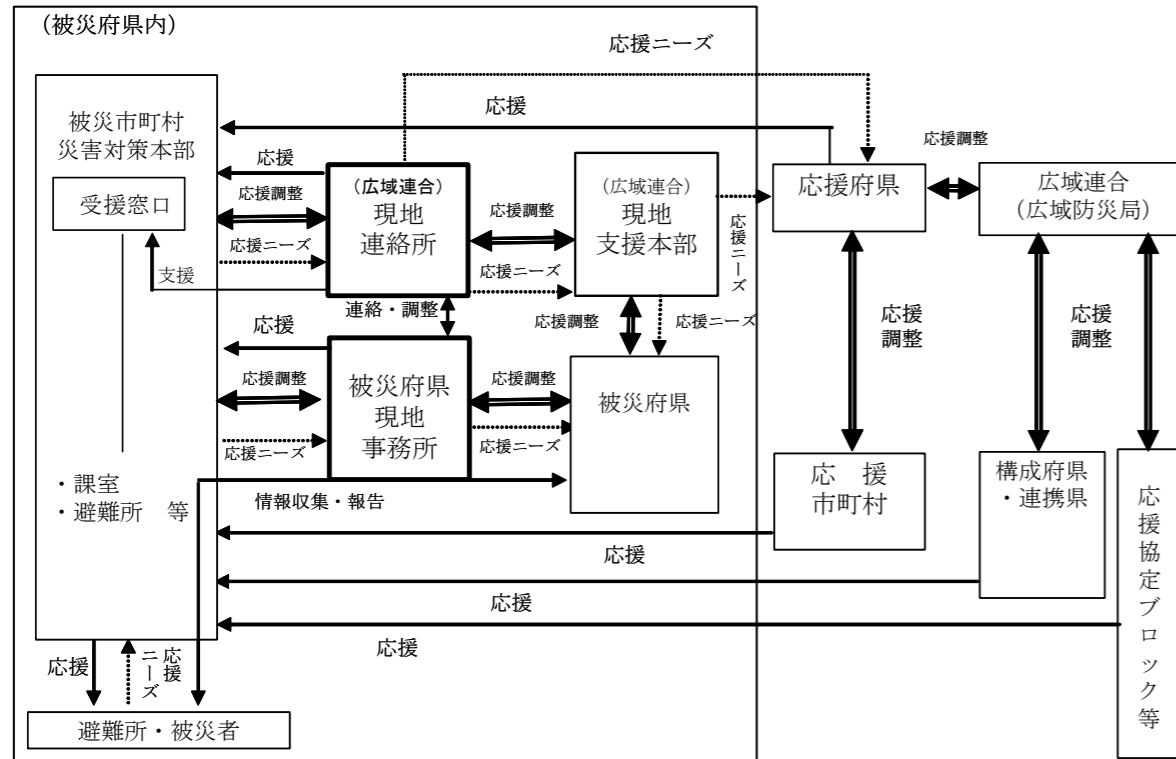 (被災府県内)
応援ニーズ
応援
被災市町村
災害対策本部
受援窓口
応援
応援調整
応援ニーズ
支援
(広域連合)
現地
連絡所
応援調整
応援ニーズ
(広域連合)
現地
支援本部
応援ニーズ
応援府県
応援調整
広域連合
(広域防災局)
連絡・調整
応援
応援調整
応援ニーズ
被災府県
現地
事務所
応援調整
応援ニーズ
応援調整
応援ニーズ
被災府県
応援
調整
応援
調整
・課室
・避難所　等
情報収集・報告
応　援
市町村
構成府県
・連携県
応援協定ブロック等
応援
応援
応援
応援
応援
ニーズ
避難所・被災者